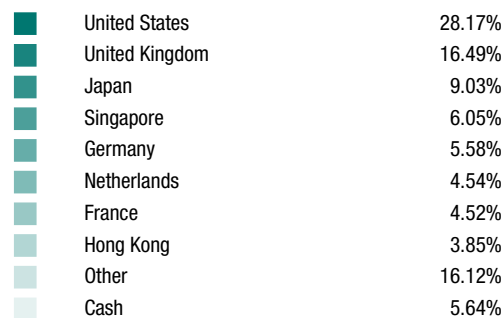 United States 28.17%
United Kingdom 16.49%
Japan 9.03%
Singapore 6.05%
Germany 5.58%
Netherlands 4.54%
France 4.52%
Hong Kong 3.85%
Other 16.12%
Cash 5.64%